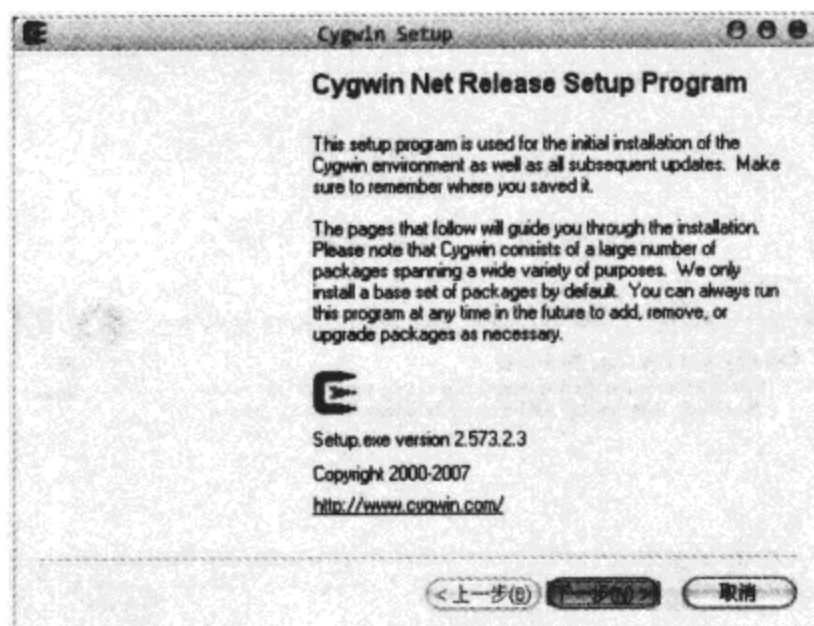 Cygwin Setup
Cygwin Net Release Setup Program
This setup program is used for the initial installation of the
Cygwin environment as well as all subsequent updates. Make
sure to remember where you saved it.
The pages that follow will guide you through the installation.
Please note that Cygwin consists of a large number of
packages spanning a wide variety of purposes. We only
install a base set of packages by default. You can always run
this program at any time in the future to add, remove, or
upgrade packages as necessary.
Setup.exe version 2.573.2.3
Copyright 2000-2007
http://www.cygwin.com/
<上一步(B) 下一步(N)> 取消